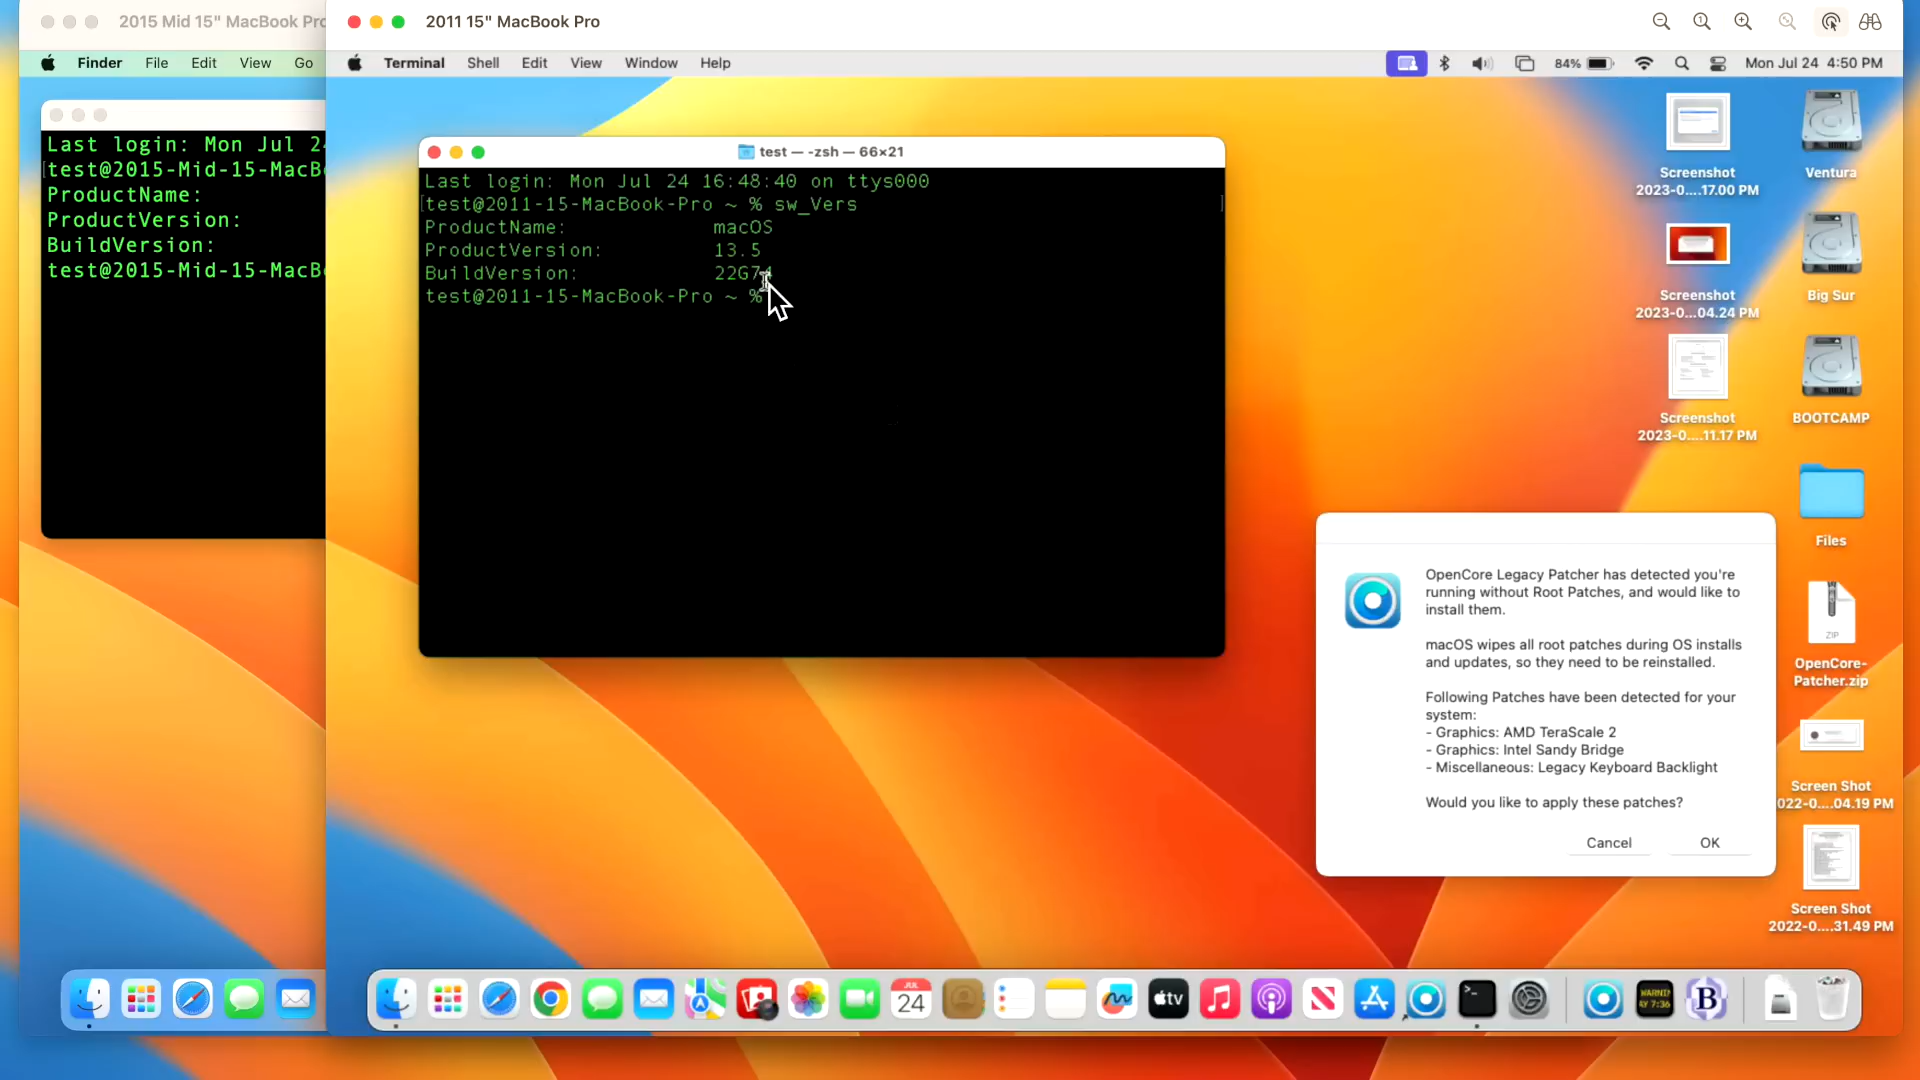 2015 Mid 15" MacBook Pro
Finder File Edit View Go
Last login: Mon Jul 24
test@2015-Mid-15-MacB
ProductName:
ProductVersion:
BuildVersion:
test@2015-Mid-15-MacB
2011 15" MacBook Pro
Terminal Shell Edit View Window Help
84% Mon Jul 24 4:50 PM
test — -zsh — 66×21
Last login: Mon Jul 24 16:48:40 on ttys000
[test@2011-15-MacBook-Pro ~ % sw_Vers ]
ProductName: macOS
ProductVersion: 13.5
BuildVersion: 22G74
test@2011-15-MacBook-Pro ~ %
Screenshot
2023-0....17.00 PM
Ventura
Screenshot
2023-0...04.24 PM
Big Sur
Screenshot
2023-0....11.17 PM
BOOTCAMP
Files
ZIP
OpenCore-
Patcher.zip
Screen Shot
022-0....04.19 PM
Screen Shot
2022-0....31.49 PM
OpenCore Legacy Patcher has detected you're
running without Root Patches, and would like to
install them.
macOS wipes all root patches during OS installs
and updates, so they need to be reinstalled.
Following Patches have been detected for your
system:
- Graphics: AMD TeraScale 2
- Graphics: Intel Sandy Bridge
- Miscellaneous: Legacy Keyboard Backlight
Would you like to apply these patches?
Cancel OK
JUL
24
tv
B